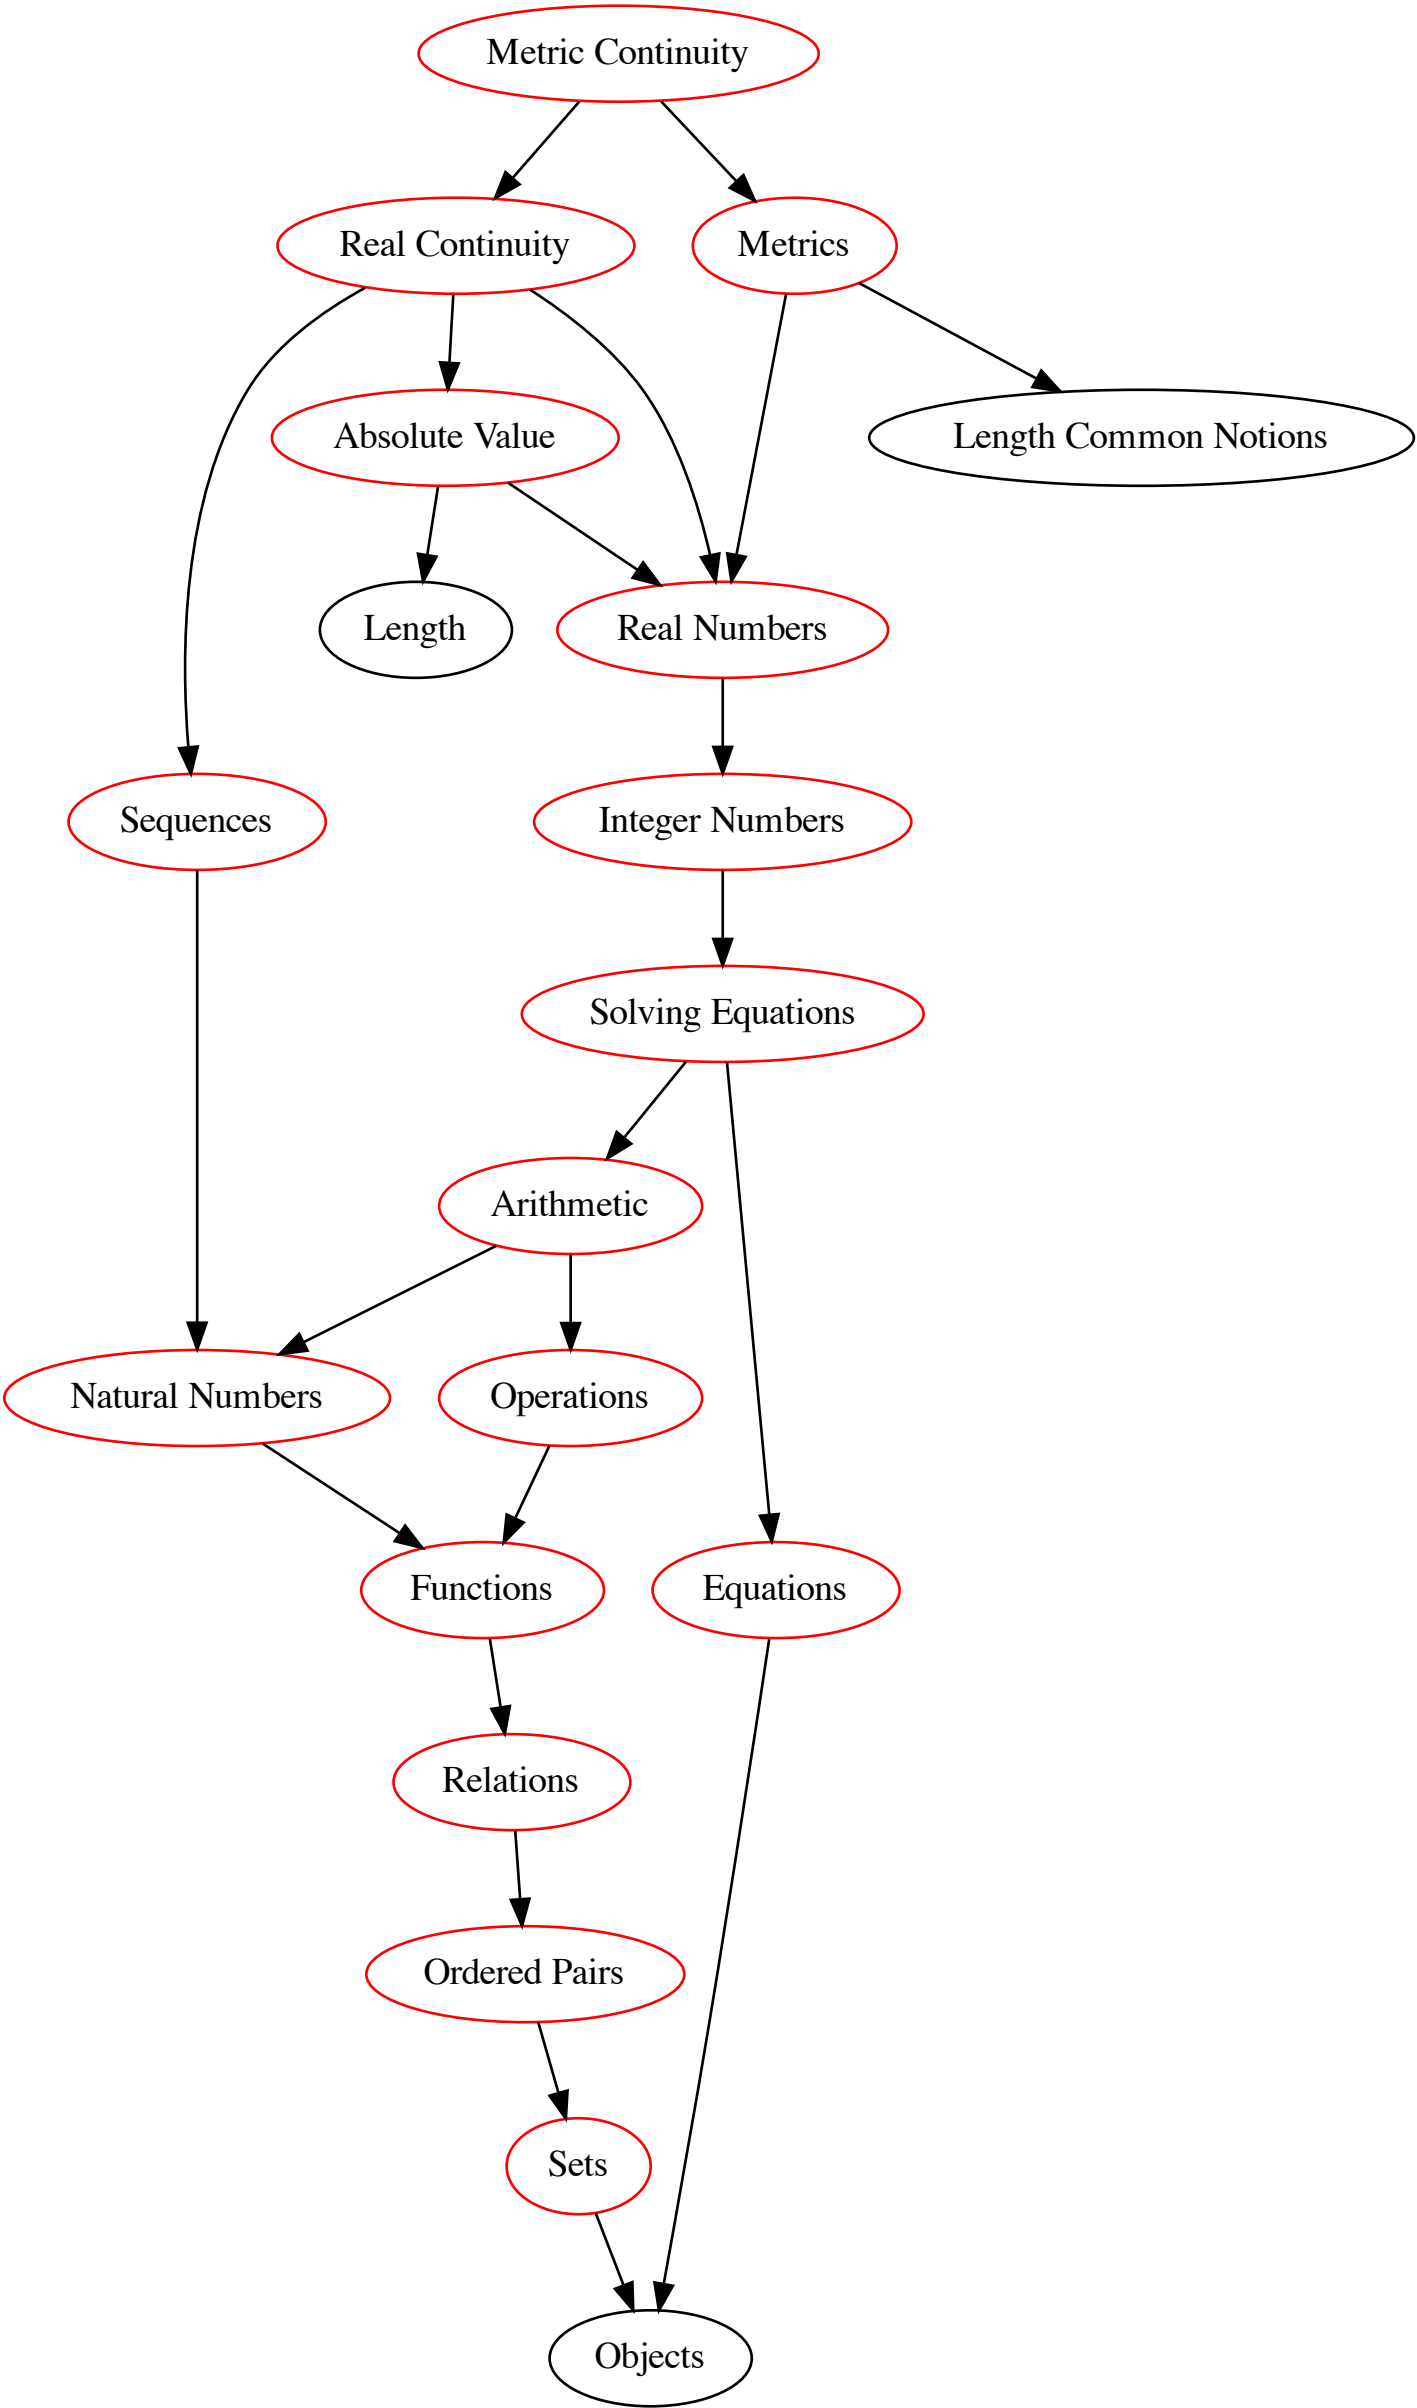 Metric Continuity
Real Continuity
Metrics
Absolute Value
Length Common Notions
Length
Real Numbers
Sequences
Integer Numbers
Solving Equations
Arithmetic
Natural Numbers
Operations
Functions
Equations
Relations
Ordered Pairs
Sets
Objects